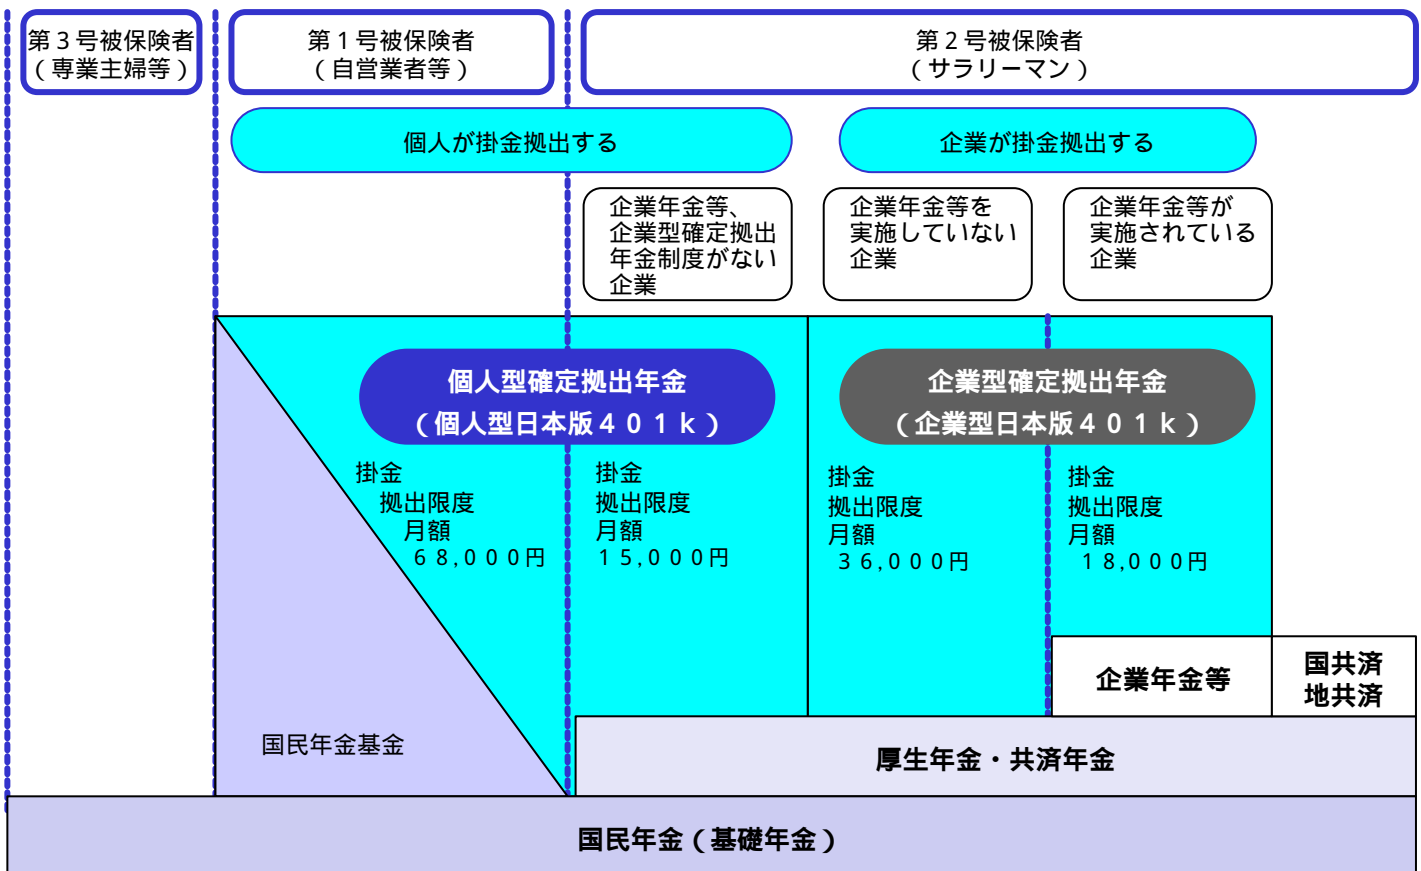 第３号被保険者
（専業主婦等）
第１号被保険者
（自営業者等）
第２号被保険者
（サラリーマン）
個人が掛金拠出する
企業が掛金拠出する
企業年金等、
企業型確定拠出
年金制度がない
企業
企業年金等を
実施していない
企業
企業年金等が
実施されている
企業
個人型確定拠出年金
（個人型日本版４０１ｋ）
企業型確定拠出年金
（企業型日本版４０１ｋ）
掛金
拠出限度
月額
６８,０００円
掛金
拠出限度
月額
１５,０００円
掛金
拠出限度
月額
３６,０００円
掛金
拠出限度
月額
１８,０００円
企業年金等
国共済
地共済
国民年金基金
厚生年金・共済年金
国民年金（基礎年金）